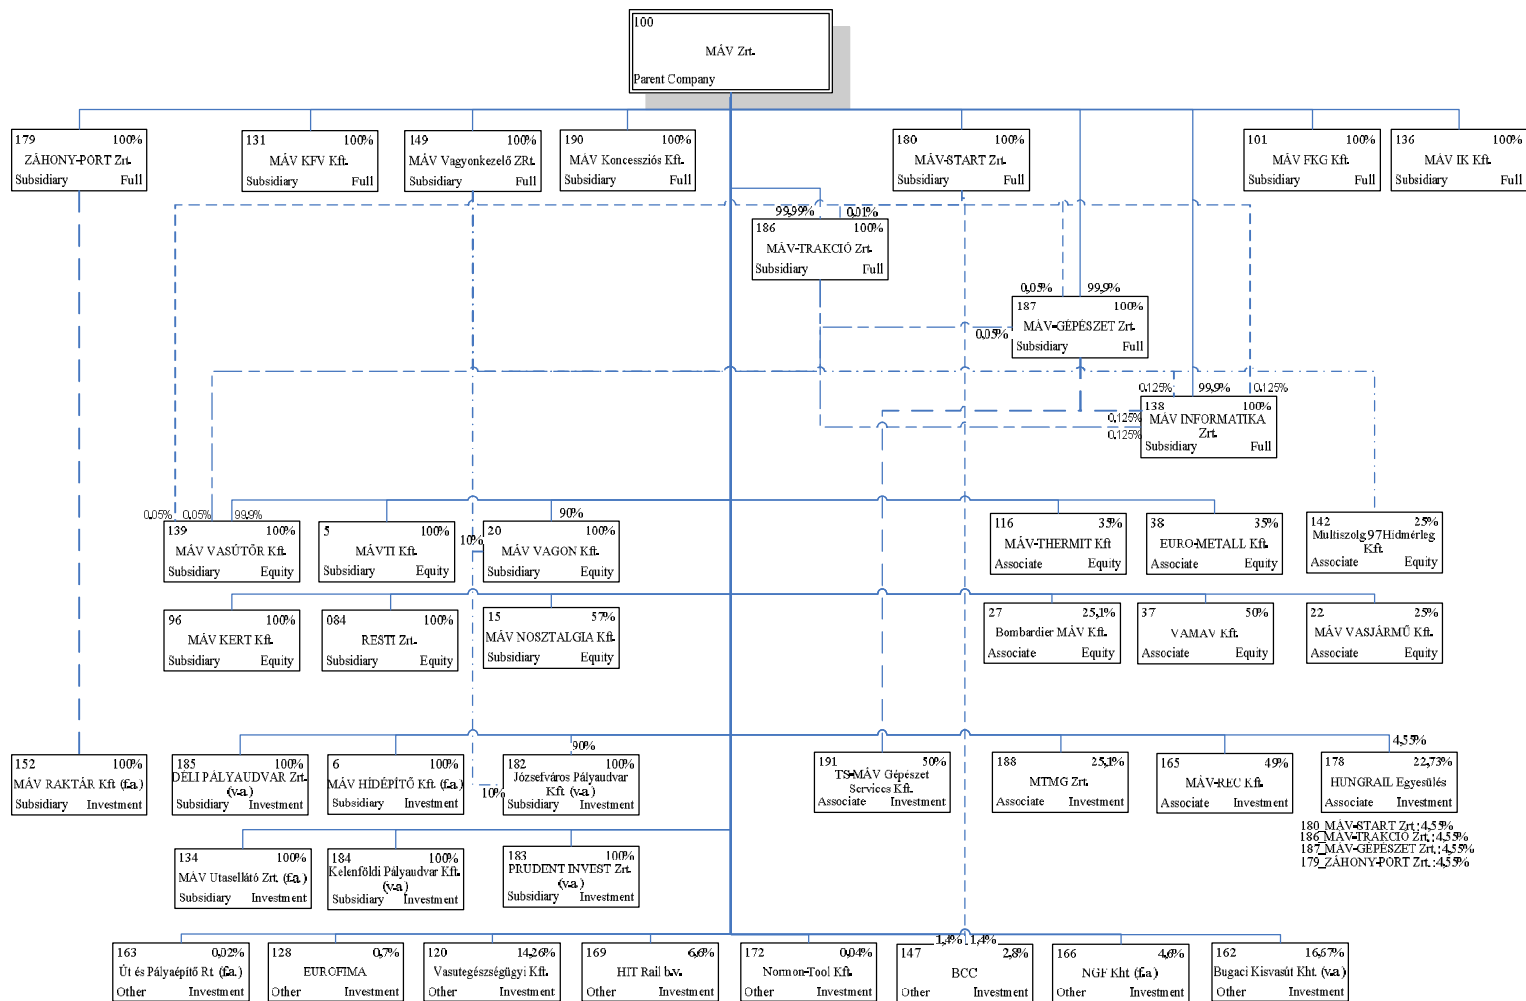 100
MÁV Zrt.
Parent Company
179 100%
ZÁHONY-PORT Zrt.
Subsidiary Full
131 100%
MÁV KFV Kft.
Subsidiary Full
149 100%
MÁV Vagyonkezelő ZRt.
Subsidiary Full
190 100%
MÁV Koncessziós Kft.
Subsidiary Full
180 100%
MÁV-START Zrt.
Subsidiary Full
101 100%
MÁV FKG Kft.
Subsidiary Full
136 100%
MÁV IK Kft.
Subsidiary Full
99,99% 0,01%
186 100%
MÁV-TRAKCIÓ Zrt.
Subsidiary Full
0,05% 99,9%
187 100%
MÁV-GÉPÉSZET Zrt.
Subsidiary Full
0,05%
0.125% 99,9% 0.125%
138 100%
MÁV INFORMATIKA
Zrt.
Subsidiary Full
0.125%
0.125%
0.05% 0.05% 99.9%
139 100%
MÁV VASÚTŐR Kft.
Subsidiary Equity
5 100%
MÁVTI Kft.
Subsidiary Equity
90%
10%
20 100%
MÁV VAGON Kft.
Subsidiary Equity
116 35%
MÁV-THERMIT Kft
Associate Equity
38 35%
EURO-METALL Kft.
Associate Equity
142 25%
Multiszolg 97 Hidmérleg
Kft.
Associate Equity
96 100%
MÁV KERT Kft.
Subsidiary Equity
084 100%
RESTI Zrt.
Subsidiary Equity
15 57%
MÁV NOSZTALGIA Kft.
Subsidiary Equity
27 25,1%
Bombardier MÁV Kft.
Associate Equity
37 50%
VAMAV Kft.
Associate Equity
22 25%
MÁV VASJÁRMŰ Kft.
Associate Equity
152 100%
MÁV RAKTÁR Kft (f.a.)
Subsidiary Investment
185 100%
DÉLI PÁLYAUDVAR Zrt.
(v.a.)
Subsidiary Investment
6 100%
MÁV HÍDÉPÍTŐ Kft. (f.a.)
Subsidiary Investment
90%
10%
182 100%
Józsefváros Pályaudvar
Kft. (v.a.)
Subsidiary Investment
191 50%
TS-MÁV Gépészet
Services Kft.
Associate Investment
188 25,1%
MTMG Zrt.
Associate Investment
165 49%
MÁV-REC Kft.
Associate Investment
4,55%
178 22,73%
HUNGRAIL Egyesülés
Associate Investment
180_MÁV-START Zrt.:4,55%
186_MÁV-TRAKCIÓ Zrt.:4,55%
187_MÁV-GÉPÉSZET Zrt.:4,55%
179_ZÁHONY-PORT Zrt.:4,55%
134 100%
MÁV Utasellátó Zrt. (f.a.)
Subsidiary Investment
184 100%
Kelenföldi Pályaudvar Kft.
(v.a.)
Subsidiary Investment
183 100%
PRUDENT INVEST Zrt.
(v.a.)
Subsidiary Investment
163 0,02%
Út és Pályaépítő Rt. (f.a.)
Other Investment
128 0,7%
EUROFIMA
Other Investment
120 14,26%
Vasutegészségügyi Kft.
Other Investment
169 6,6%
HIT Rail b.v.
Other Investment
172 0,04%
Normon-Tool Kft.
Other Investment
1,4% 1,4%
147 2,8%
BCC
Other Investment
166 4,6%
NGF Kht. (f.a.)
Other Investment
162 16,67%
Bugaci Kisvasút Kht. (v.a.)
Other Investment